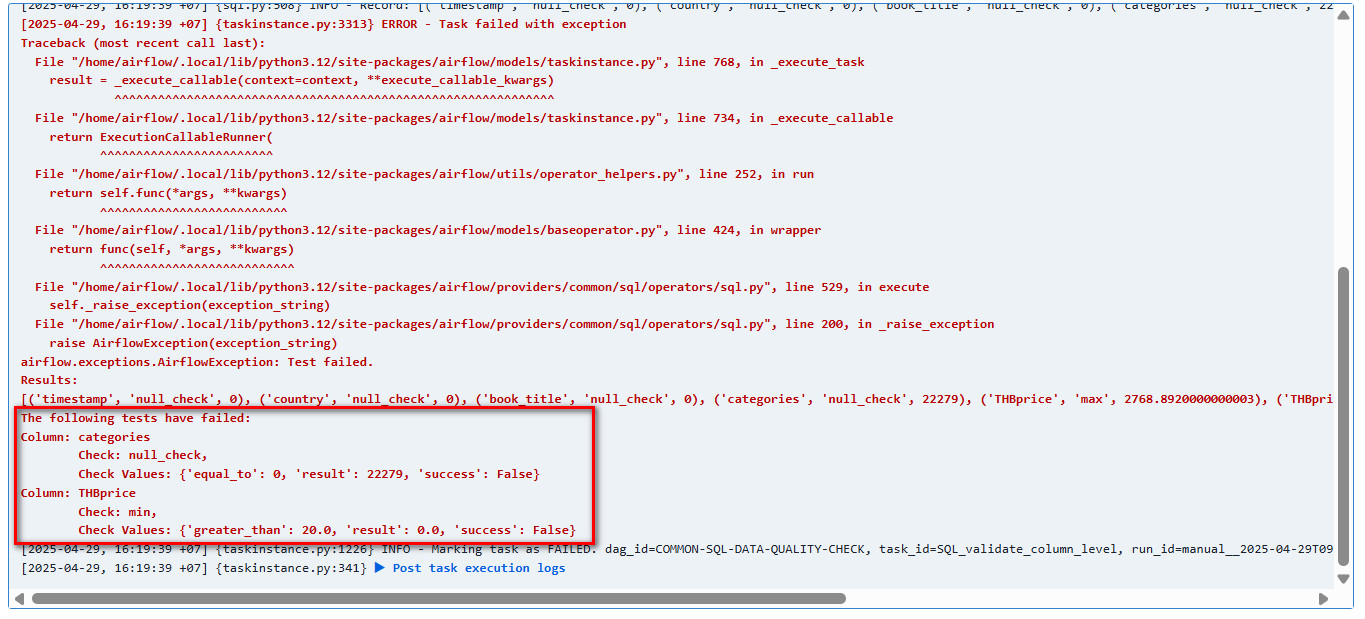 [2025-04-29, 16:19:39 +07] {sql.py:508} INFO - Record: [('timestamp', 'null_check', 0), ('country', 'null_check', 0), ('book_title', 'null_check', 0), ('categories', 'null_check', 22
[2025-04-29, 16:19:39 +07] {taskinstance.py:3313} ERROR - Task failed with exception
Traceback (most recent call last):
  File "/home/airflow/.local/lib/python3.12/site-packages/airflow/models/taskinstance.py", line 768, in _execute_task
    result = _execute_callable(context=context, **execute_callable_kwargs)
             ^^^^^^^^^^^^^^^^^^^^^^^^^^^^^^^^^^^^^^^^^^^^^^^^^^^^^^^^^^^^^
  File "/home/airflow/.local/lib/python3.12/site-packages/airflow/models/taskinstance.py", line 734, in _execute_callable
    return ExecutionCallableRunner(
           ^^^^^^^^^^^^^^^^^^^^^^^^
  File "/home/airflow/.local/lib/python3.12/site-packages/airflow/utils/operator_helpers.py", line 252, in run
    return self.func(*args, **kwargs)
           ^^^^^^^^^^^^^^^^^^^^^^^^^^
  File "/home/airflow/.local/lib/python3.12/site-packages/airflow/models/baseoperator.py", line 424, in wrapper
    return func(self, *args, **kwargs)
           ^^^^^^^^^^^^^^^^^^^^^^^^^^^
  File "/home/airflow/.local/lib/python3.12/site-packages/airflow/providers/common/sql/operators/sql.py", line 529, in execute
    self._raise_exception(exception_string)
  File "/home/airflow/.local/lib/python3.12/site-packages/airflow/providers/common/sql/operators/sql.py", line 200, in _raise_exception
    raise AirflowException(exception_string)
airflow.exceptions.AirflowException: Test failed.
Results:
[('timestamp', 'null_check', 0), ('country', 'null_check', 0), ('book_title', 'null_check', 0), ('categories', 'null_check', 22279), ('THBprice', 'max', 2768.8920000000003), ('THBpri
The following tests have failed:
Column: categories
        Check: null_check,
        Check Values: {'equal_to': 0, 'result': 22279, 'success': False}
Column: THBprice
        Check: min,
        Check Values: {'greater_than': 20.0, 'result': 0.0, 'success': False}
[2025-04-29, 16:19:39 +07] {taskinstance.py:1226} INFO - Marking task as FAILED. dag_id=COMMON-SQL-DATA-QUALITY-CHECK, task_id=SQL_validate_column_level, run_id=manual__2025-04-29T09
[2025-04-29, 16:19:39 +07] {taskinstance.py:341} ▶ Post task execution logs